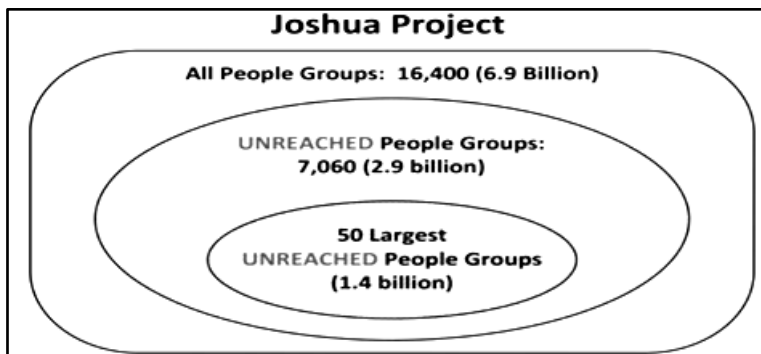 Joshua Project
All People Groups: 16,400 (6.9 Billion)
UNREACHED People Groups:
7,060 (2.9 billion)
50 Largest
UNREACHED People Groups
(1.4 billion)